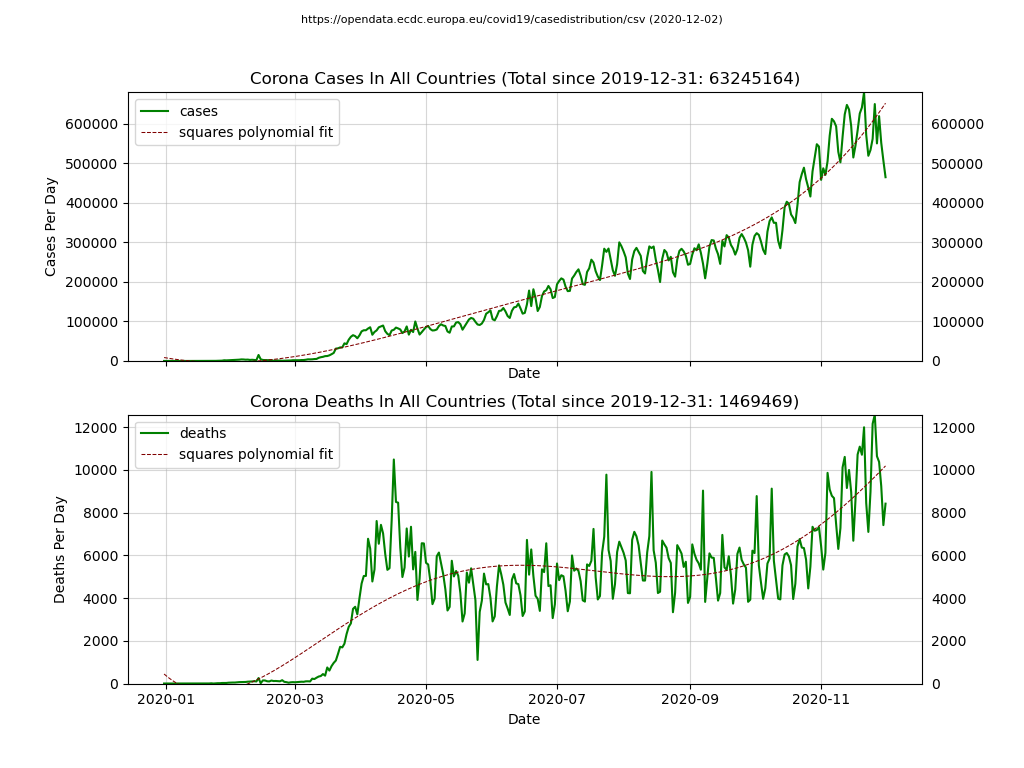 https://opendata.ecdc.europa.eu/covid19/casedistribution/csv (2020-12-02)
Corona Cases In All Countries (Total since 2019-12-31: 63245164)
cases
squares polynomial fit
Cases Per Day
600000
500000
400000
300000
200000
100000
0
600000
500000
400000
300000
200000
100000
0
Date
Corona Deaths In All Countries (Total since 2019-12-31: 1469469)
deaths
squares polynomial fit
Deaths Per Day
12000
10000
8000
6000
4000
2000
0
12000
10000
8000
6000
4000
2000
0
2020-01 2020-03 2020-05 2020-07 2020-09 2020-11
Date